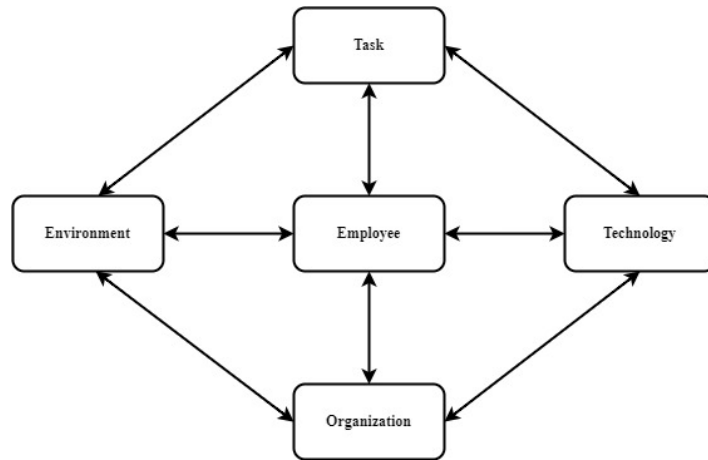 Task
Environment
Employee
Technology
Organization